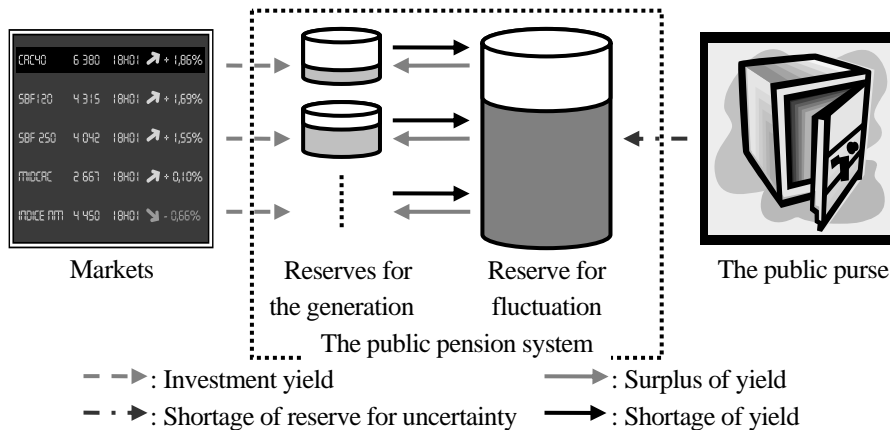 CAC40 6 380 18H01 + 1,86%
SBF120 4 315 18H01 + 1,69%
SBF 250 4 042 18H01 + 1,55%
MIDCAC 2 667 18H01 + 0,10%
INDICE NM 4 450 18H01 - 0,66%
Markets
Reserves for
the generation
Reserve for
fluctuation
The public purse
The public pension system
: Investment yield
: Surplus of yield
: Shortage of reserve for uncertainty
: Shortage of yield